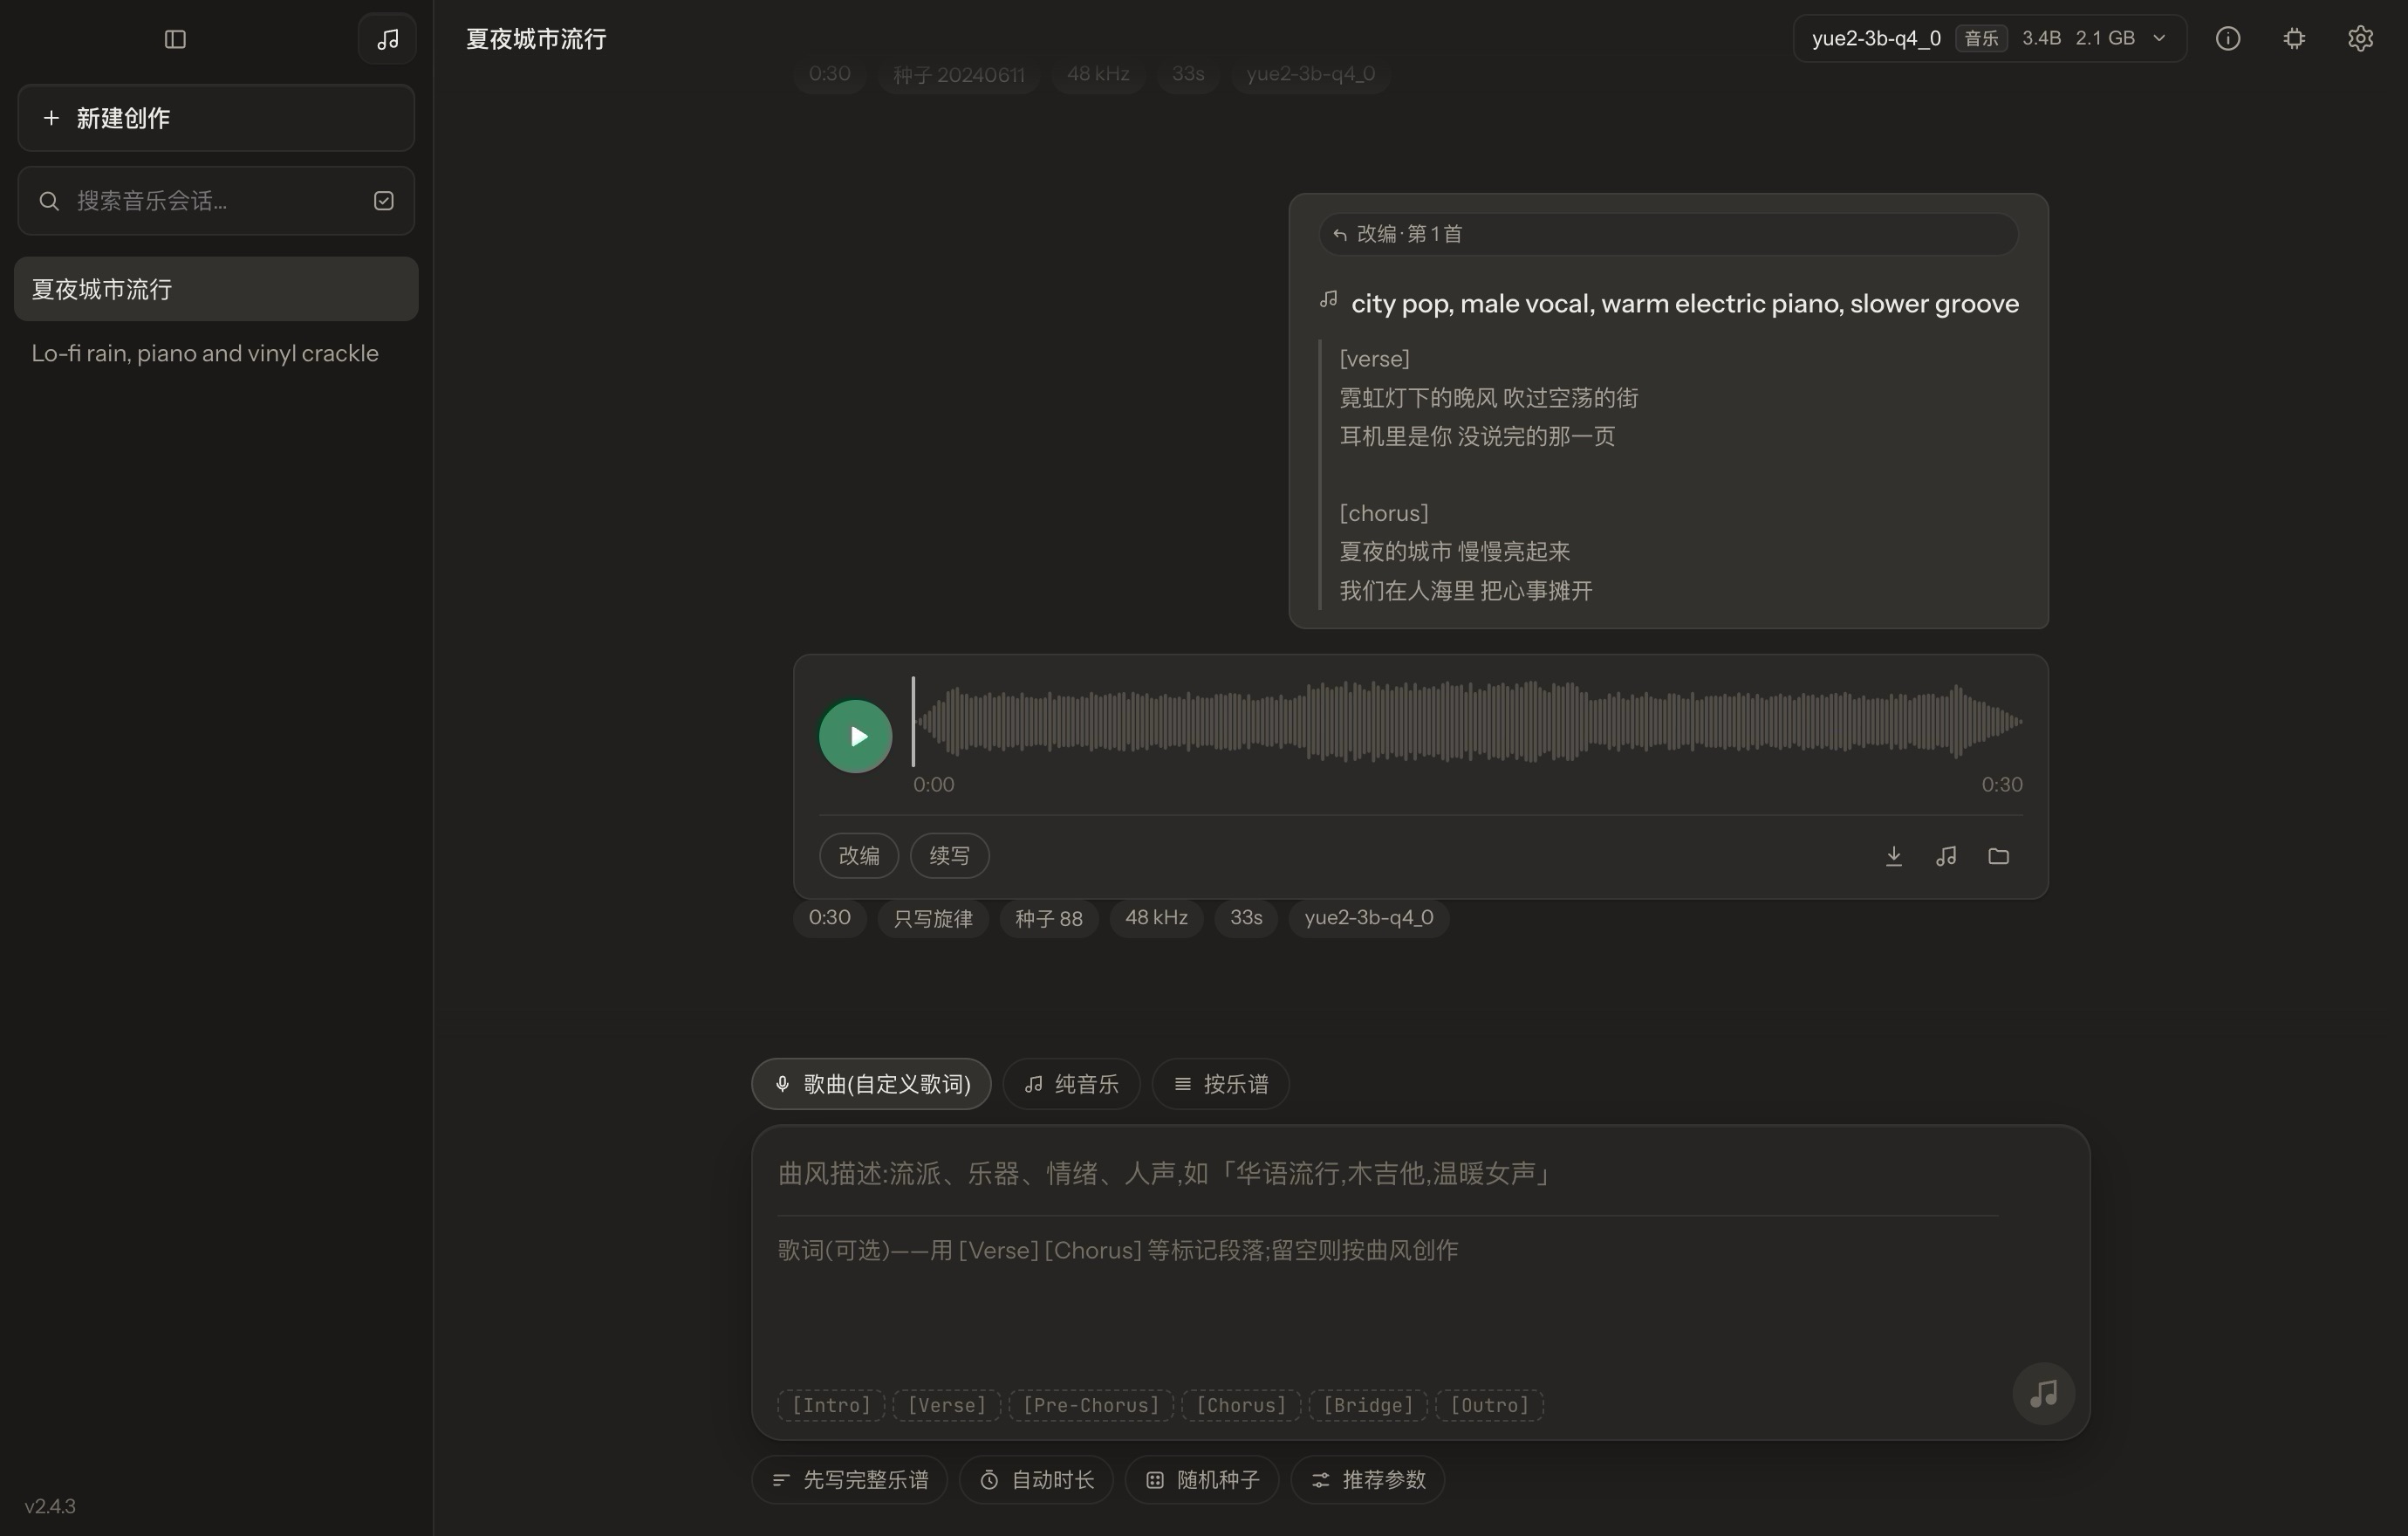 夏夜城市流行
yue2-3b-q4_0 音乐 3.4B 2.1 GB
新建创作
搜索音乐会话...
夏夜城市流行
Lo-fi rain, piano and vinyl crackle
v2.4.3
0:30 种子 20240611 48 kHz 33s yue2-3b-q4_0
改编·第1首
city pop, male vocal, warm electric piano, slower groove
[verse]
霓虹灯下的晚风 吹过空荡的街
耳机里是你 没说完的那一页
[chorus]
夏夜的城市 慢慢亮起来
我们在人海里 把心事摊开
0:00 0:30
改编 续写
0:30 只写旋律 种子 88 48 kHz 33s yue2-3b-q4_0
歌曲(自定义歌词) 纯音乐 按乐谱
曲风描述:流派、乐器、情绪、人声,如「华语流行,木吉他,温暖女声」
歌词(可选)——用 [Verse] [Chorus] 等标记段落;留空则按曲风创作
[Intro] [Verse] [Pre-Chorus] [Chorus] [Bridge] [Outro]
先写完整乐谱 自动时长 随机种子 推荐参数